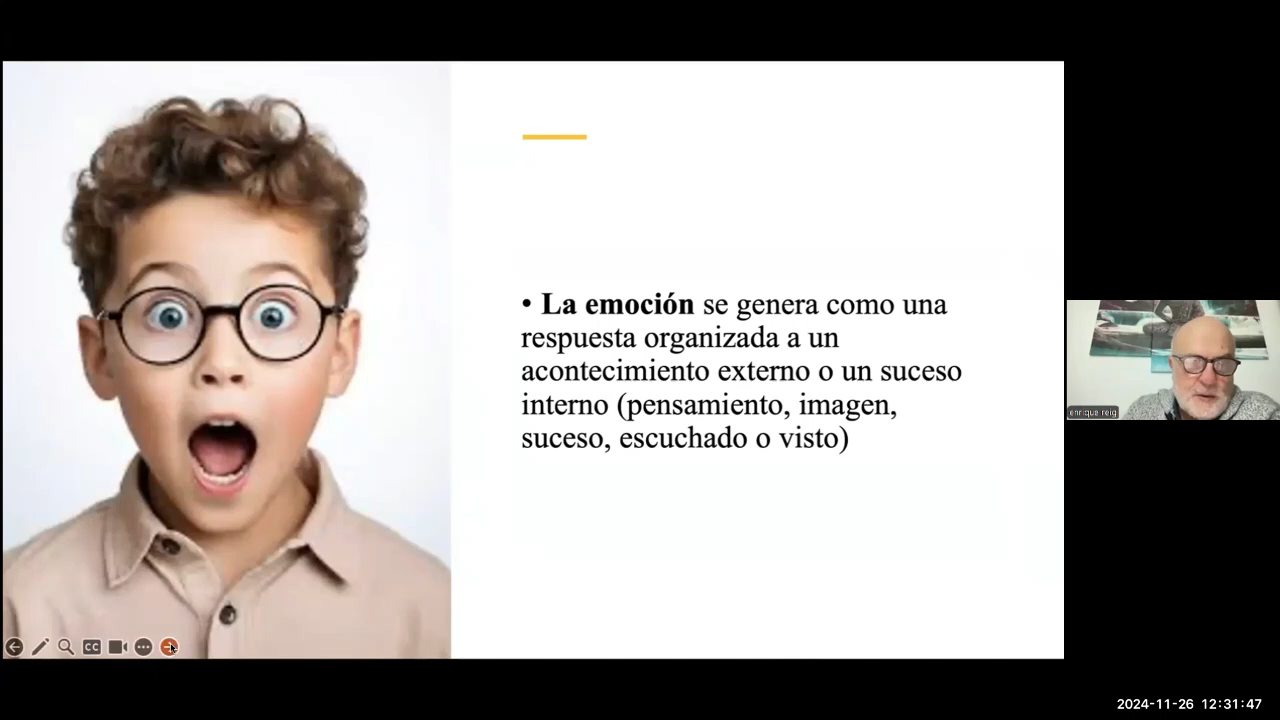 • La emoción se genera como una
respuesta organizada a un
acontecimiento externo o un suceso
interno (pensamiento, imagen,
suceso, escuchado o visto)
enrique reig
CC
2024-11-26 12:31:47